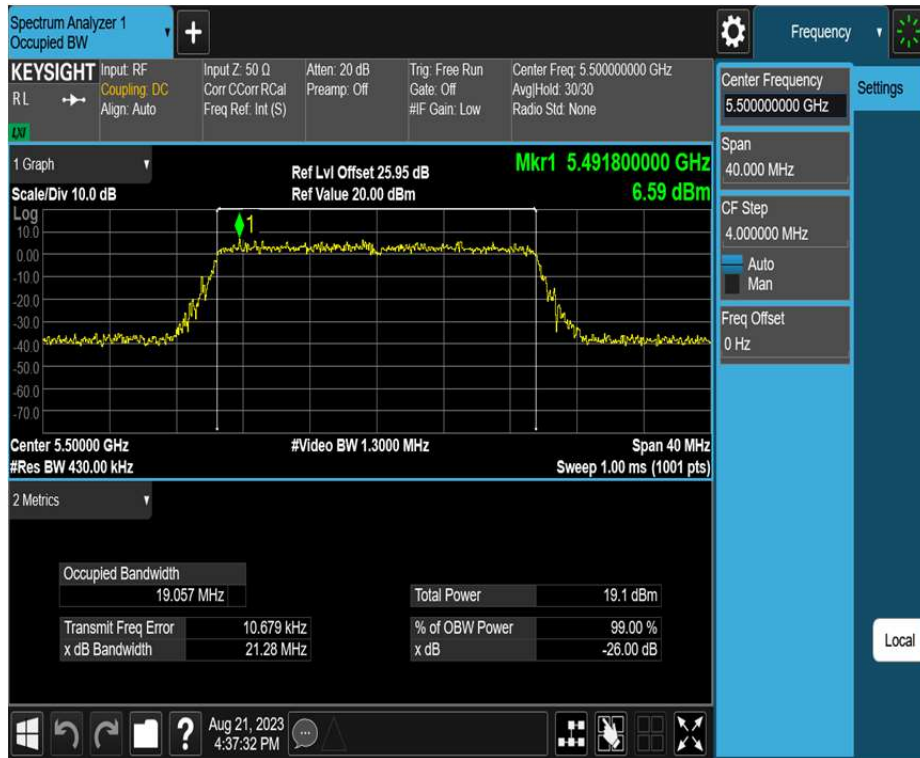 Spectrum Analyzer 1
Occupied BW
+
Frequency
KEYSIGHT
R L
LXI
Input: RF
Coupling: DC
Align: Auto
Input Z: 50 Ω
Corr CCorr RCal
Freq Ref: Int (S)
Atten: 20 dB
Preamp: Off
Trig: Free Run
Gate: Off
#IF Gain: Low
Center Freq: 5.500000000 GHz
Avg|Hold: 30/30
Radio Std: None
Center Frequency
5.500000000 GHz
Settings
Span
40.000 MHz
CF Step
4.000000 MHz
Auto
Man
Freq Offset
0 Hz
Local
1 Graph
Scale/Div 10.0 dB
Ref Lvl Offset 25.95 dB
Ref Value 20.00 dBm
Mkr1 5.491800000 GHz
6.59 dBm
Log
10.0
0.00
-10.0
-20.0
-30.0
-40.0
-50.0
-60.0
-70.0
1
Center 5.50000 GHz
#Res BW 430.00 kHz
#Video BW 1.3000 MHz
Span 40 MHz
Sweep 1.00 ms (1001 pts)
2 Metrics
Occupied Bandwidth
19.057 MHz
Transmit Freq Error 10.679 kHz
x dB Bandwidth 21.28 MHz
Total Power 19.1 dBm
% of OBW Power 99.00 %
x dB -26.00 dB
?
Aug 21, 2023
4:37:32 PM